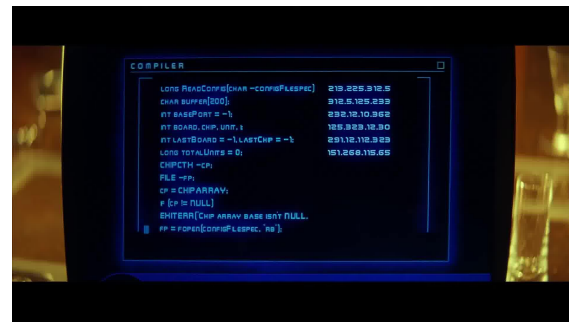 COMPILER
LONG READCONFIG(CHAR *CONFIGFILESPEC) 213.225.312.5
CHAR BUFFER[200]; 312.5.125.233
INT BASEPORT = -1; 232.12.10.362
INT BOARD, CHIP, UNIT, 1 125.323.12.30
INT LASTBOARD = -1, LASTCHIP = -1; 291.12.112.323
LONG TOTALUNITS = 0; 151.268.115.65
CHIPCTH *CP;
FILE *FP;
CP = CHIPARRAY;
IF (CP != NULL)
EXITERR("CHIP ARRAY BASE ISN'T NULL.
FP = FOPEN(CONFIGFILESPEC, "RB");